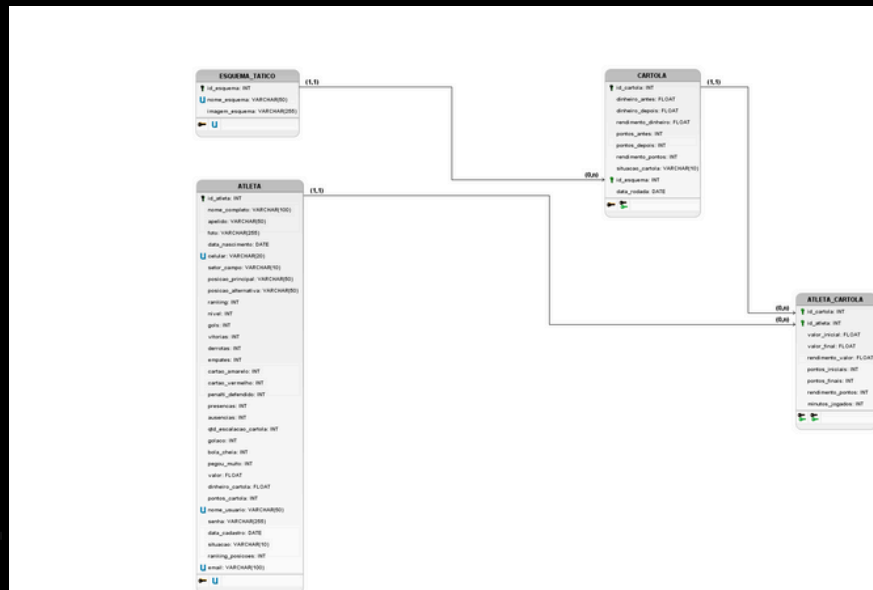 ESQUEMA_TATICO
id_esquema: INT
nome_esquema: VARCHAR(50)
imagem_esquema: VARCHAR(255)
(1,1)
CARTOLA
id_cartola: INT
dinheiro_antes: FLOAT
dinheiro_depois: FLOAT
rendimento_dinheiro: FLOAT
pontos_antes: INT
pontos_depois: INT
rendimento_pontos: INT
situacao_cartola: VARCHAR(10)
id_esquema: INT
data_rodada: DATE
(1,1)
(0,n)
ATLETA
id_atleta: INT
nome_completo: VARCHAR(100)
apelido: VARCHAR(50)
foto: VARCHAR(255)
data_nascimento: DATE
celular: VARCHAR(20)
setor_campo: VARCHAR(10)
posicao_principal: VARCHAR(50)
posicao_alternativa: VARCHAR(50)
ranking: INT
nivel: INT
gols: INT
vitorias: INT
derrotas: INT
empates: INT
cartao_amarelo: INT
cartao_vermelho: INT
penalti_defendido: INT
presencas: INT
ausencias: INT
qtd_escalacao_cartola: INT
golaco: INT
bola_cheia: INT
pegou_muito: INT
valor: FLOAT
dinheiro_cartola: FLOAT
pontos_cartola: INT
nome_usuario: VARCHAR(50)
senha: VARCHAR(255)
data_cadastro: DATE
situacao: VARCHAR(10)
ranking_posicoes: INT
email: VARCHAR(100)
(1,1)
ATLETA_CARTOLA
(0,n)
id_cartola: INT
(0,n)
id_atleta: INT
valor_inicial: FLOAT
valor_final: FLOAT
rendimento_valor: FLOAT
pontos_iniciais: INT
pontos_finais: INT
rendimento_pontos: INT
minutos_jogados: INT